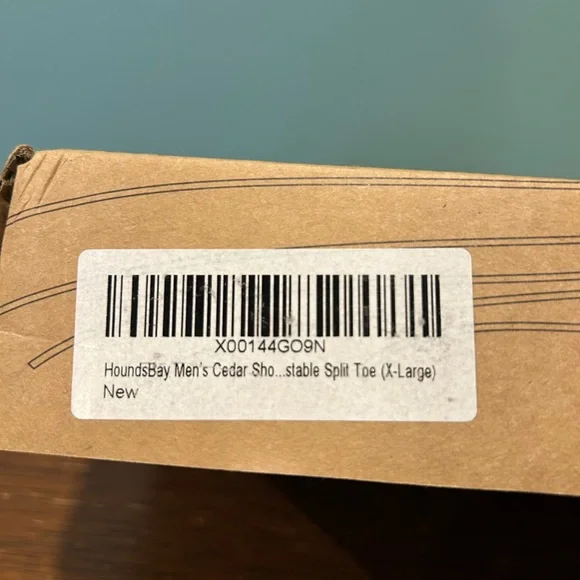 X00144GO9N
HoundsBay Men's Cedar Sho...stable Split Toe (X-Large)
New